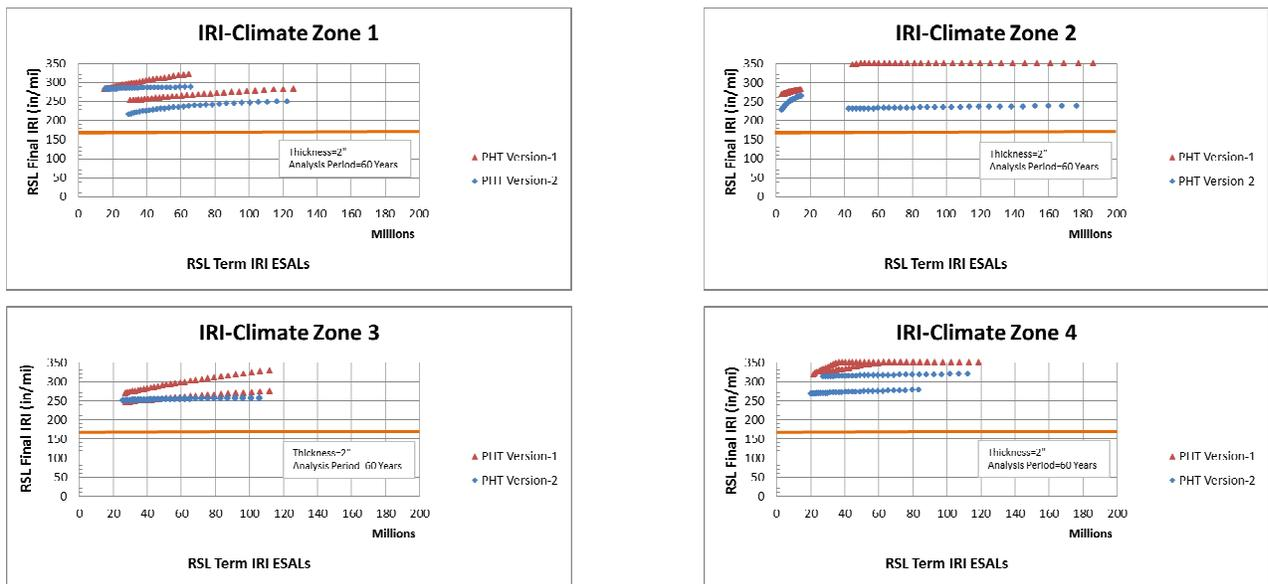 IRI-Climate Zone 1
RSL Final IRI (in/mi)
350
300
250
200
150
100
50
0
0 20 40 60 80 100 120 140 160 180 200
Millions
RSL Term IRI ESALs
Thickness=2"
Analysis Period=60 Years
PHT Version-1
PHT Version-2
IRI-Climate Zone 2
RSL Final IRI (in/mi)
350
300
250
200
150
100
50
0
0 20 40 60 80 100 120 140 160 180 200
Millions
RSL Term IRI ESALs
Thickness=2"
Analysis Period=60 Years
PHT Version-1
PHT Version 2
IRI-Climate Zone 3
RSL Final IRI (in/mi)
350
300
250
200
150
100
50
0
0 20 40 60 80 100 120 140 160 180 200
Millions
RSL Term IRI ESALs
Thickness=2"
Analysis Period 60 Years
PHT Version-1
PHT Version-2
IRI-Climate Zone 4
RSL Final IRI (in/mi)
350
300
250
200
150
100
50
0
0 20 40 60 80 100 120 140 160 180 200
Millions
RSL Term IRI ESALs
Thickness=2"
Analysis Period=60 Years
PHT Version-1
PHT Version-2